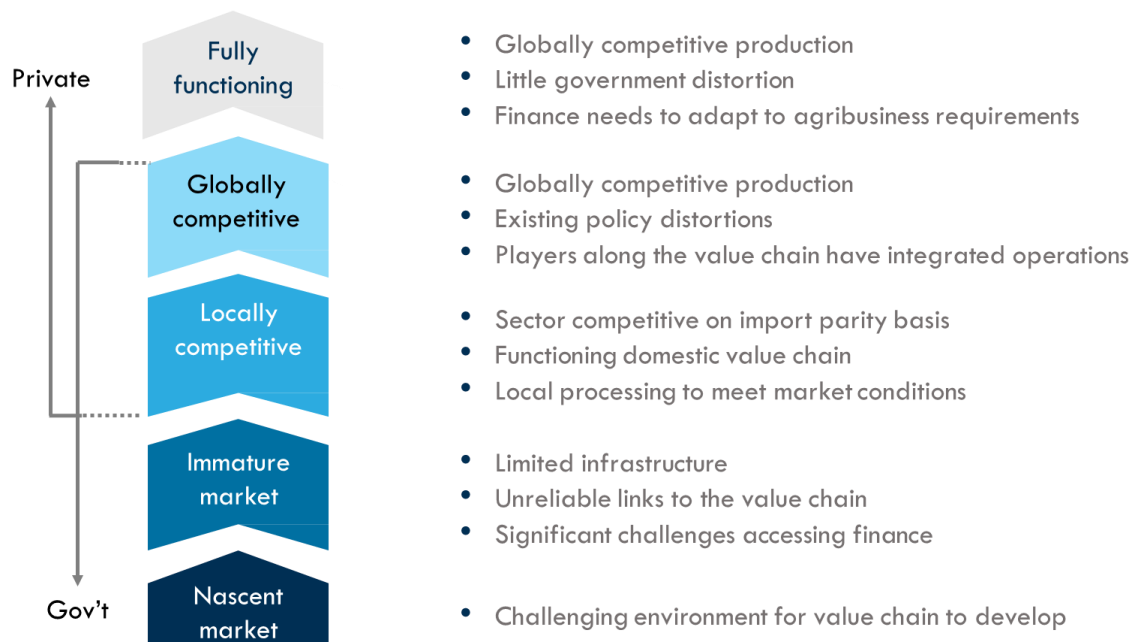 Private
Fully
functioning
• Globally competitive production
• Little government distortion
• Finance needs to adapt to agribusiness requirements
Globally
competitive
• Globally competitive production
• Existing policy distortions
• Players along the value chain have integrated operations
Locally
competitive
• Sector competitive on import parity basis
• Functioning domestic value chain
• Local processing to meet market conditions
Immature
market
• Limited infrastructure
• Unreliable links to the value chain
• Significant challenges accessing finance
Gov't
Nascent
market
• Challenging environment for value chain to develop